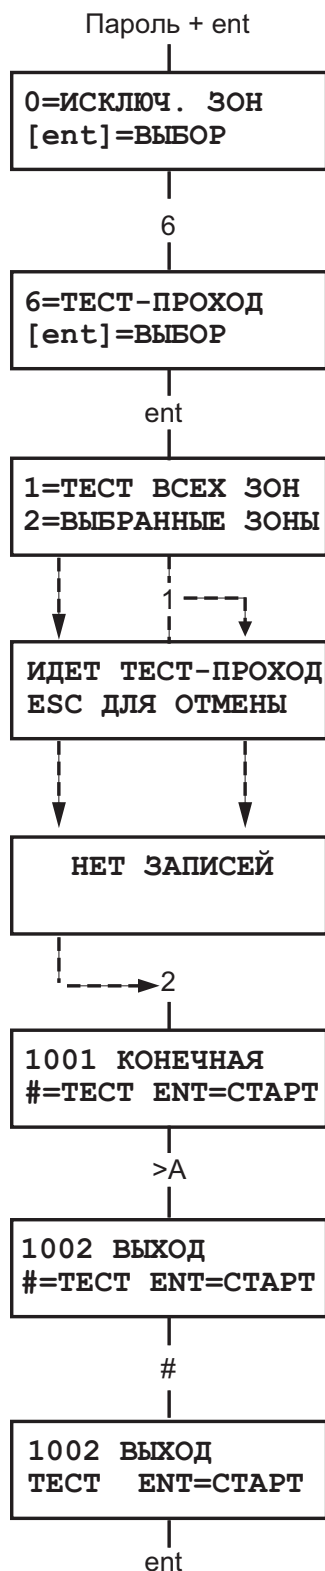 Пароль + ent
0=ИСКЛЮЧ. ЗОН
[ent]=ВЫБОР
6
6=ТЕСТ-ПРОХОД
[ent]=ВЫБОР
ent
1=ТЕСТ ВСЕХ ЗОН
2=ВЫБРАННЫЕ ЗОНЫ
1
ИДЕТ ТЕСТ-ПРОХОД
ESC ДЛЯ ОТМЕНЫ
НЕТ ЗАПИСЕЙ
2
1001 КОНЕЧНАЯ
#=ТЕСТ ENT=СТАРТ
>A
1002 ВЫХОД
#=ТЕСТ ENT=СТАРТ
#
1002 ВЫХОД
ТЕСТ ENT=СТАРТ
ent